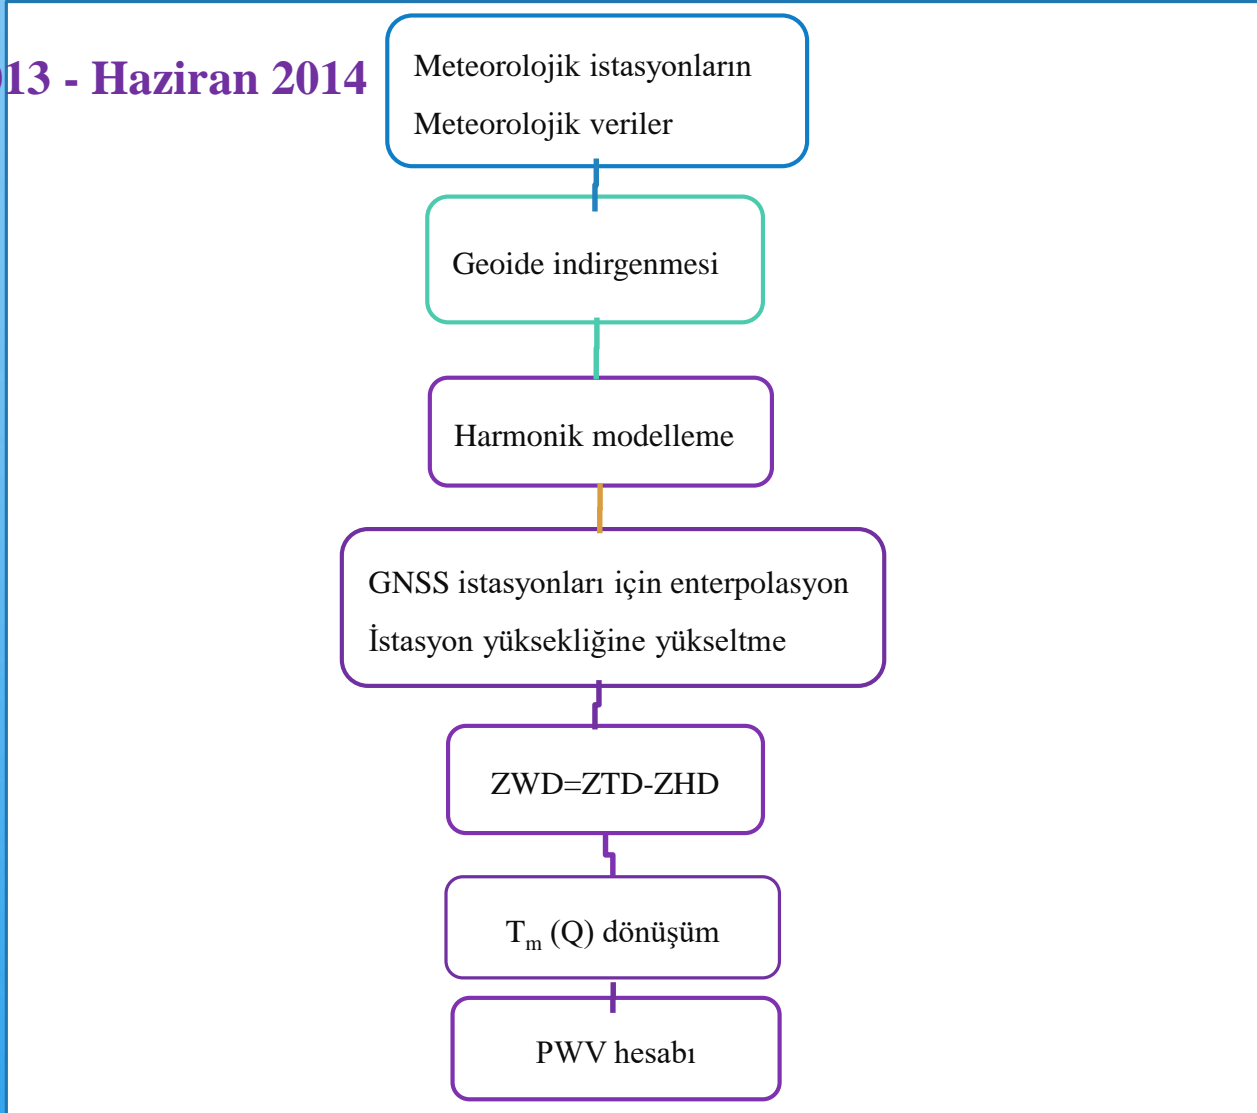 13 - Haziran 2014
Meteorolojik istasyonların
Meteorolojik veriler
Geoide indirgenmesi
Harmonik modelleme
GNSS istasyonları için enterpolasyon
İstasyon yüksekliğine yükseltme
ZWD=ZTD-ZHD
Tm (Q) dönüşüm
PWV hesabı